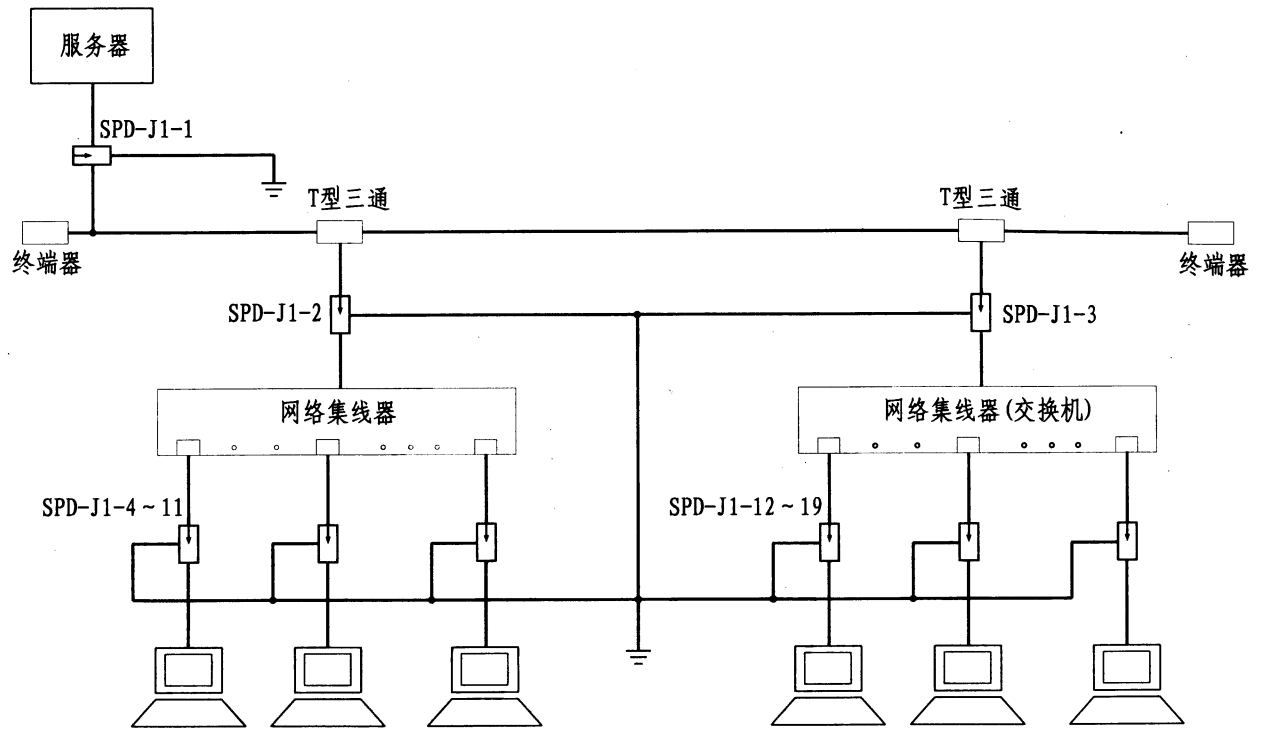 服务器
SPD-J1-1
T型三通
T型三通
终端器
终端器
SPD-J1-2
SPD-J1-3
网络集线器
网络集线器(交换机)
SPD-J1-4～11
SPD-J1-12～19